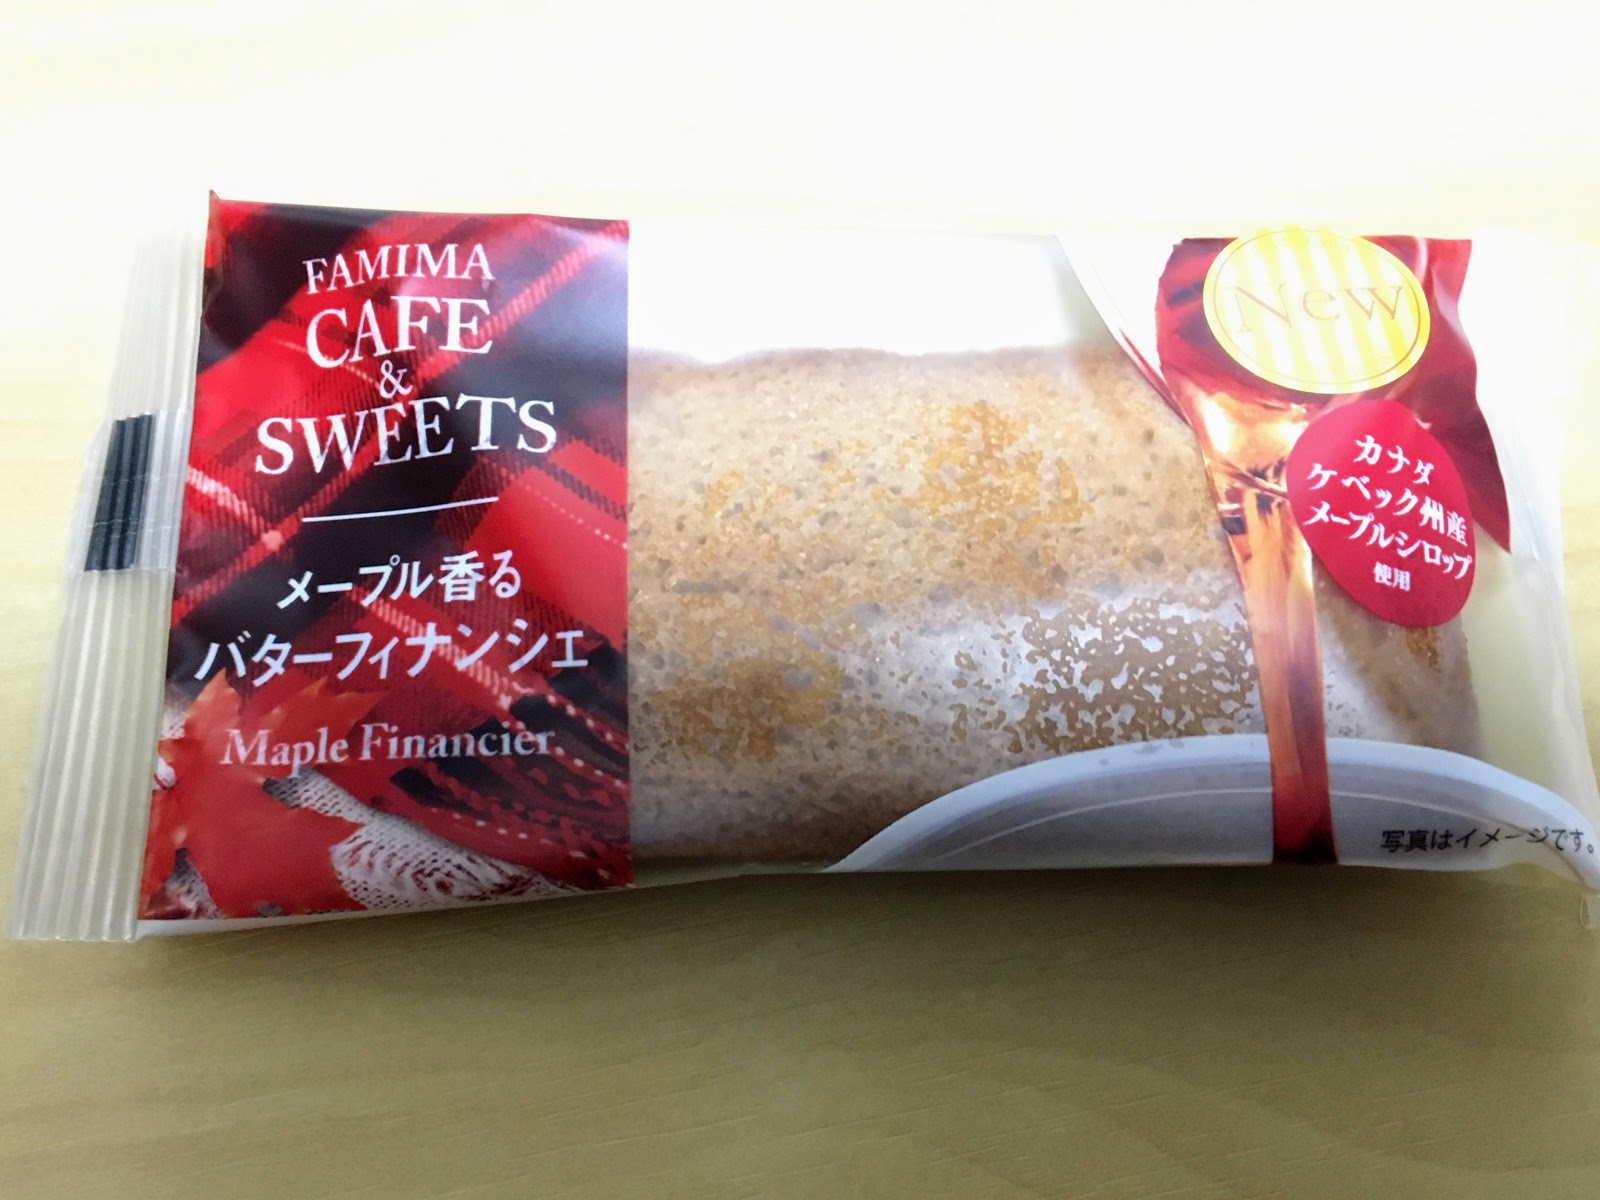 FAMIMA
CAFE
&
SWEETS
メープル香る
バターフィナンシェ
Maple Financier
New
カナダ
ケベック州産
メープルシロップ
使用
写真はイメージです。